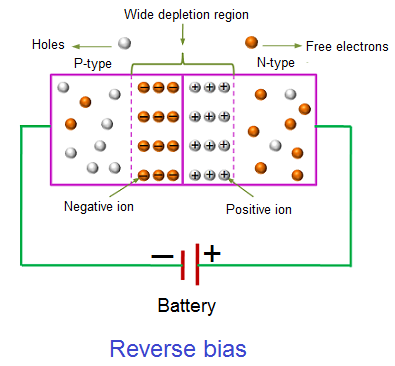 Wide depletion region
Holes
Free electrons
P-type
N-type
Negative ion
Positive ion
− +
Battery
Reverse bias